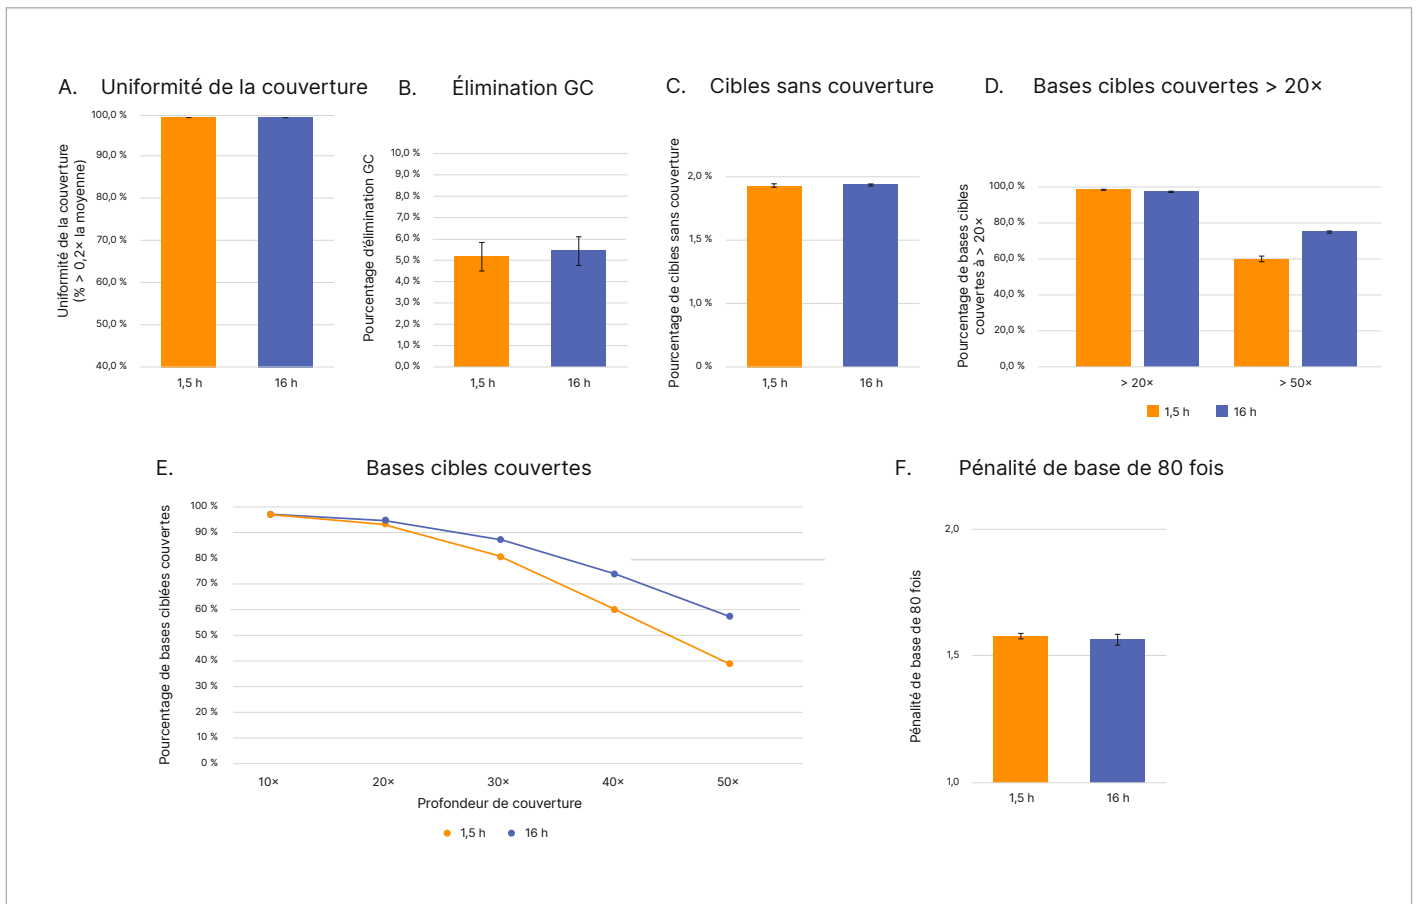 A. Uniformité de la couverture
Uniformité de la couverture
(% > 0,2× la moyenne)
100,0 %
90,0 %
80,0 %
70,0 %
60,0 %
50,0 %
40,0 %
1,5 h
16 h
B. Élimination GC
Pourcentage d'élimination GC
10,0 %
9,0 %
8,0 %
7,0 %
6,0 %
5,0 %
4,0 %
3,0 %
2,0 %
1,0 %
0,0 %
1,5 h
16 h
C. Cibles sans couverture
Pourcentage de cibles sans couverture
2,0 %
1,5 %
1,0 %
0 %
1,5 h
16 h
D. Bases cibles couvertes > 20×
Pourcentage de bases cibles
couvertes à > 20×
100,0 %
80,0 %
60,0 %
40,0 %
20,0 %
0,0 %
> 20×
> 50×
1,5 h
16 h
E. Bases cibles couvertes
Pourcentage de bases ciblées couvertes
100 %
90 %
80 %
70 %
60 %
50 %
40 %
30 %
20 %
10 %
0 %
10×
20×
30×
40×
50×
Profondeur de couverture
1,5 h
16 h
F. Pénalité de base de 80 fois
Pénalité de base de 80 fois
2,0
1,5
1,0
1,5 h
16 h